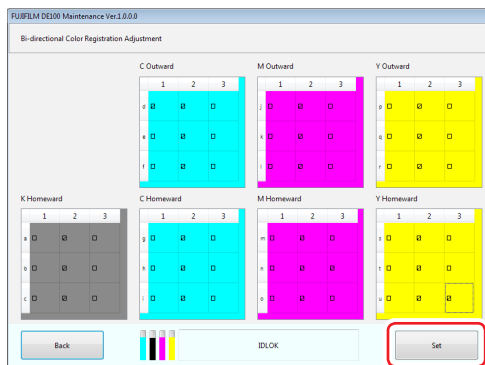 FUJIFILM DE100 Maintenance Ver.1.0.0.0
Bi-directional Color Registration Adjustment
C Outward
M Outward
Y Outward
1 2 3
1 2 3
1 2 3
d
j
p
e
k
q
f
l
r
K Homeward
C Homeward
M Homeward
Y Homeward
1 2 3
1 2 3
1 2 3
1 2 3
a
g
m
s
b
h
n
t
c
i
o
u
Back
IDLOK
Set